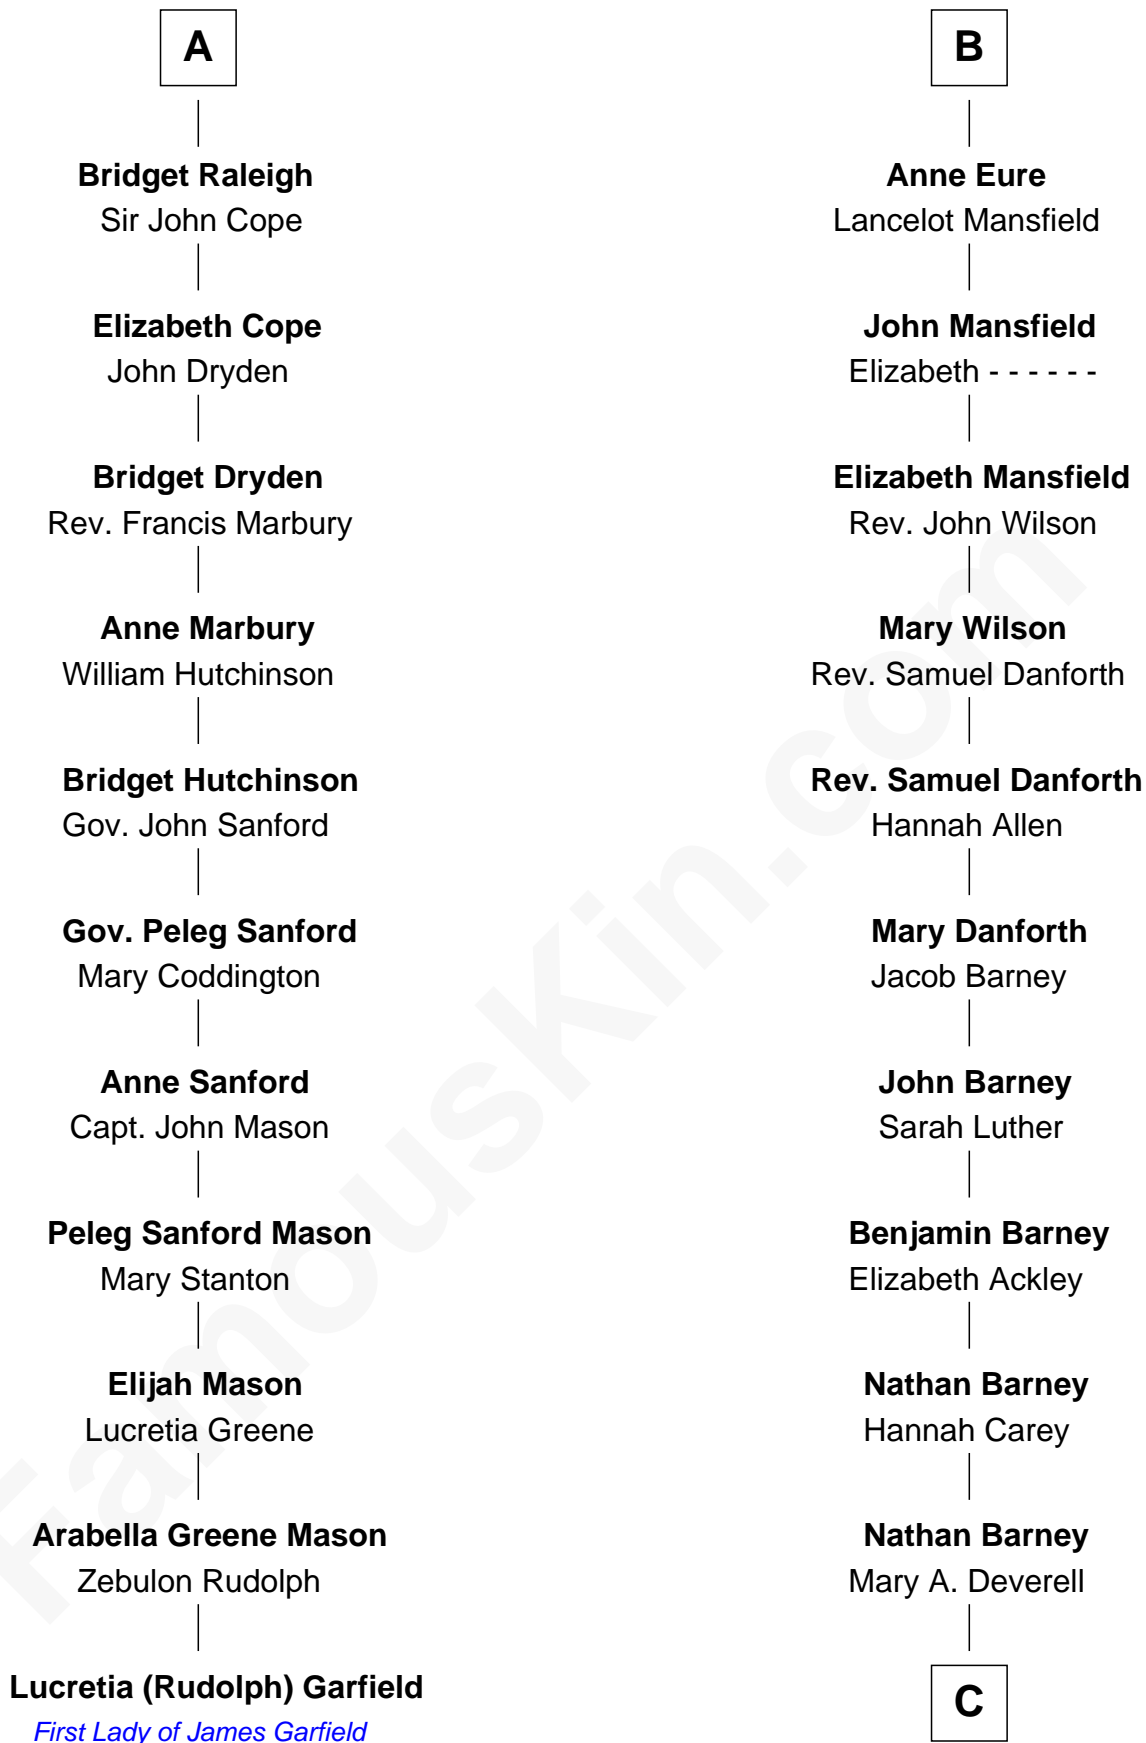 A
Bridget Raleigh
Sir John Cope
Elizabeth Cope
John Dryden
Bridget Dryden
Rev. Francis Marbury
Anne Marbury
William Hutchinson
Bridget Hutchinson
Gov. John Sanford
Gov. Peleg Sanford
Mary Coddington
Anne Sanford
Capt. John Mason
Peleg Sanford Mason
Mary Stanton
Elijah Mason
Lucretia Greene
Arabella Greene Mason
Zebulon Rudolph
Lucretia (Rudolph) Garfield
First Lady of James Garfield
B
Anne Eure
Lancelot Mansfield
John Mansfield
Elizabeth - - - - - -
Elizabeth Mansfield
Rev. John Wilson
Mary Wilson
Rev. Samuel Danforth
Rev. Samuel Danforth
Hannah Allen
Mary Danforth
Jacob Barney
John Barney
Sarah Luther
Benjamin Barney
Elizabeth Ackley
Nathan Barney
Hannah Carey
Nathan Barney
Mary A. Deverell
C
FamousKin.com